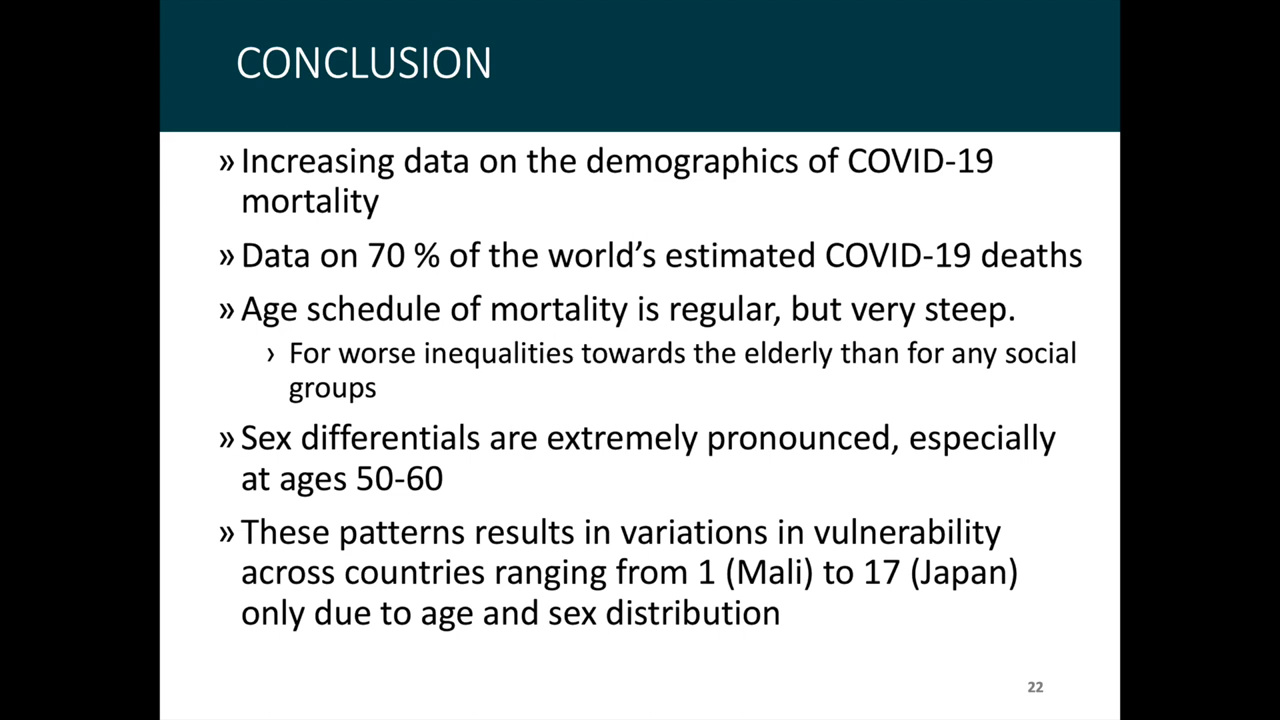 CONCLUSION
» Increasing data on the demographics of COVID-19
mortality
» Data on 70 % of the world’s estimated COVID-19 deaths
» Age schedule of mortality is regular, but very steep.
› For worse inequalities towards the elderly than for any social
groups
» Sex differentials are extremely pronounced, especially
at ages 50-60
» These patterns results in variations in vulnerability
across countries ranging from 1 (Mali) to 17 (Japan)
only due to age and sex distribution
22